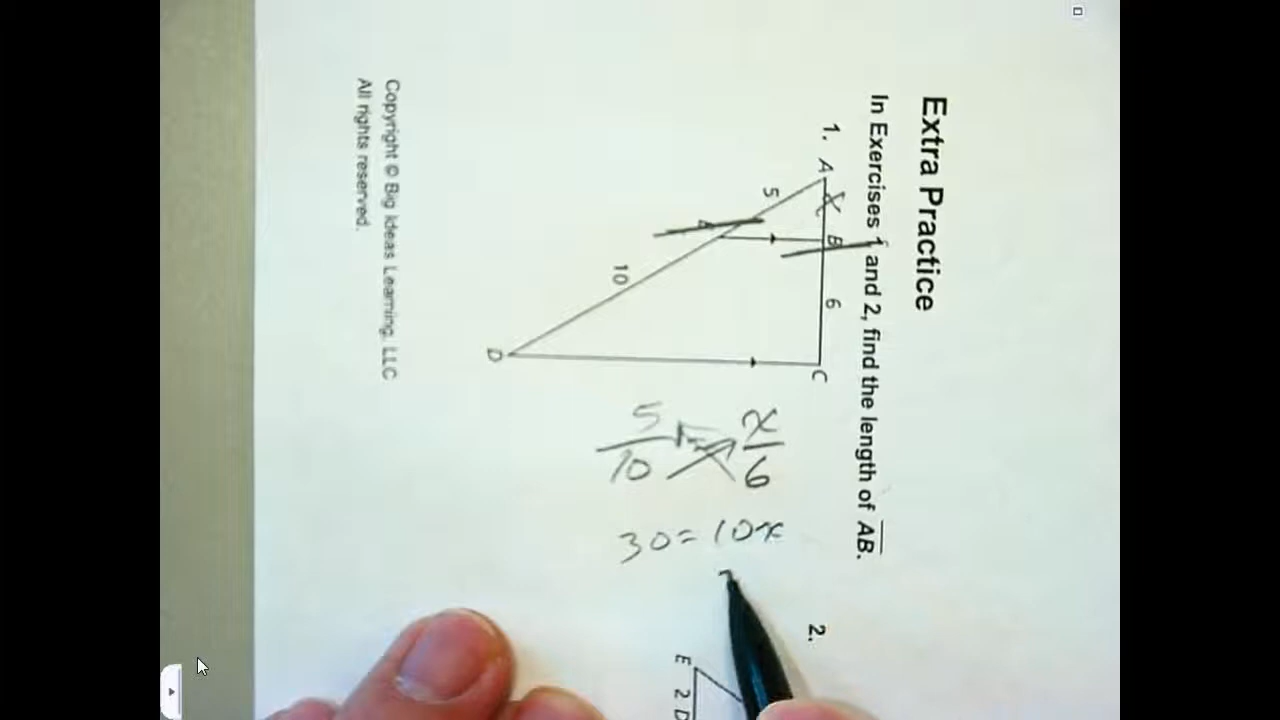 Extra Practice
In Exercises 1 and 2, find the length of AB.
1.
A
x
B
6
C
5
10
D
5/10 = x/6
30 = 10x
2.
E
2
D
Copyright © Big Ideas Learning, LLC
All rights reserved.